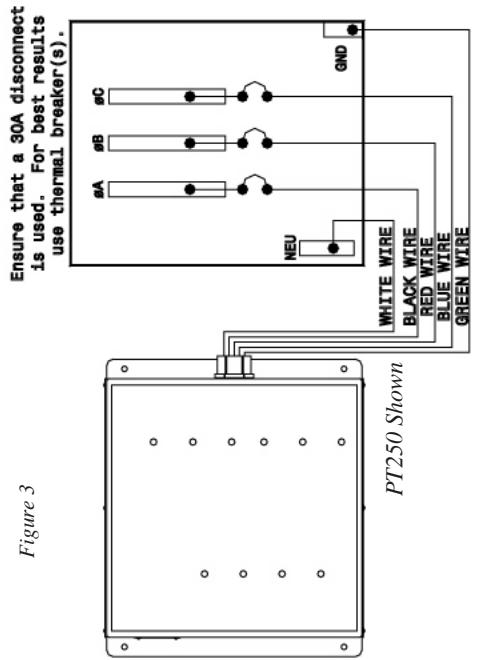 Figure 3
PT250 Shown
Ensure that a 30A disconnect
is used. For best results
use thermal breaker(s).
øA
øB
øC
NEU
GND
WHITE WIRE
BLACK WIRE
RED WIRE
BLUE WIRE
GREEN WIRE